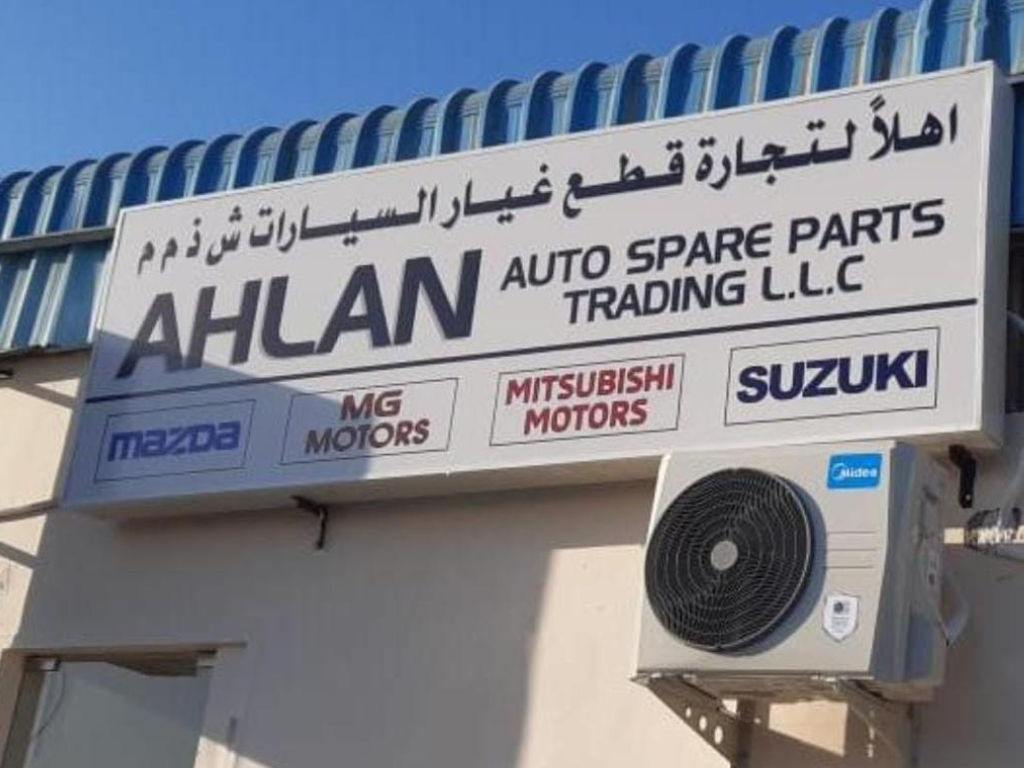 اهلاً لتجارة قطع غيار السيارات ش ذ م م
AHLAN
AUTO SPARE PARTS
TRADING L.L.C
mazda
MG
MOTORS
MITSUBISHI
MOTORS
SUZUKI
Midea